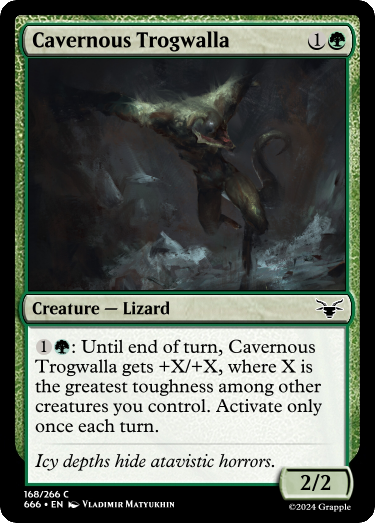 Cavernous Trogwalla
1
Creature — Lizard
1 : Until end of turn, Cavernous
Trogwalla gets +X/+X, where X is
the greatest toughness among other
creatures you control. Activate only
once each turn.
Icy depths hide atavistic horrors.
2/2
168/266 C
666 • EN Vladimir Matyukhin
©2024 Grapple